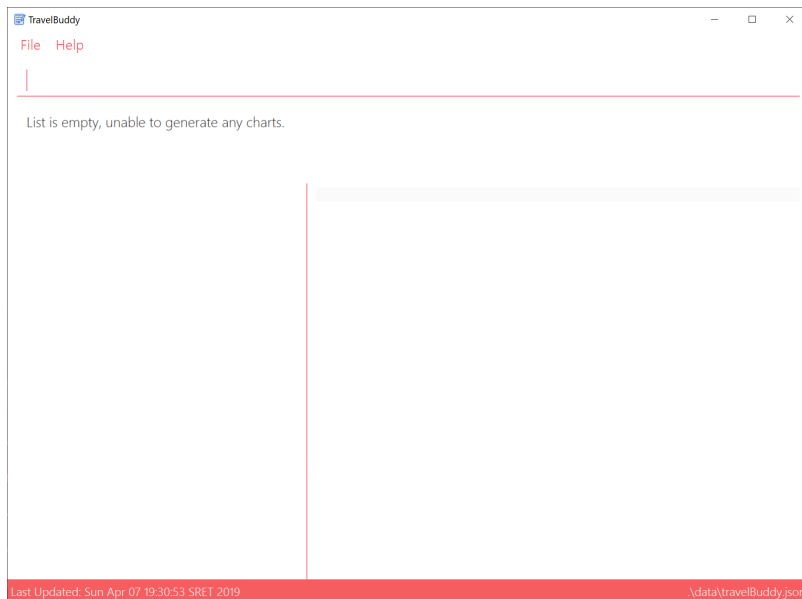 TravelBuddy
File Help
List is empty, unable to generate any charts.
Last Updated: Sun Apr 07 19:30:53 SRET 2019
.\data\travelBuddy.json